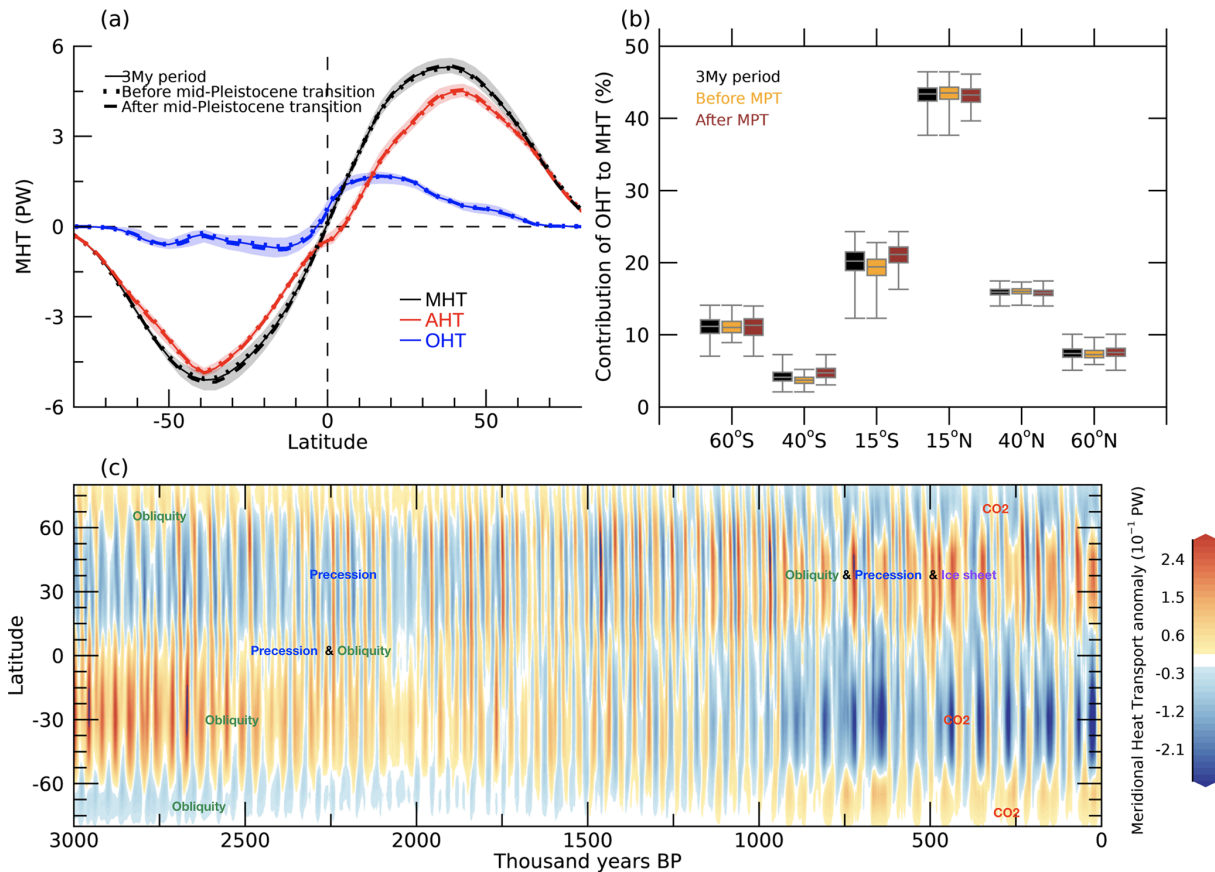 (a)
6
3
0
-3
-6
MHT (PW)
3My period
Before mid-Pleistocene transition
After mid-Pleistocene transition
MHT
AHT
OHT
-50 0 50
Latitude
(b)
50
40
30
20
10
0
Contribution of OHT to MHT (%)
3My period
Before MPT
After MPT
60°S 40°S 15°S 15°N 40°N 60°N
(c)
60
30
0
-30
-60
Latitude
Obliquity
CO2
Precession
Obliquity & Precession & Ice sheet
Precession & Obliquity
Obliquity
CO2
Obliquity
CO2
3000 2500 2000 1500 1000 500 0
Thousand years BP
2.4
1.5
0.6
-0.3
-1.2
-2.1
Meridional Heat Transport anomaly (10⁻¹ PW)